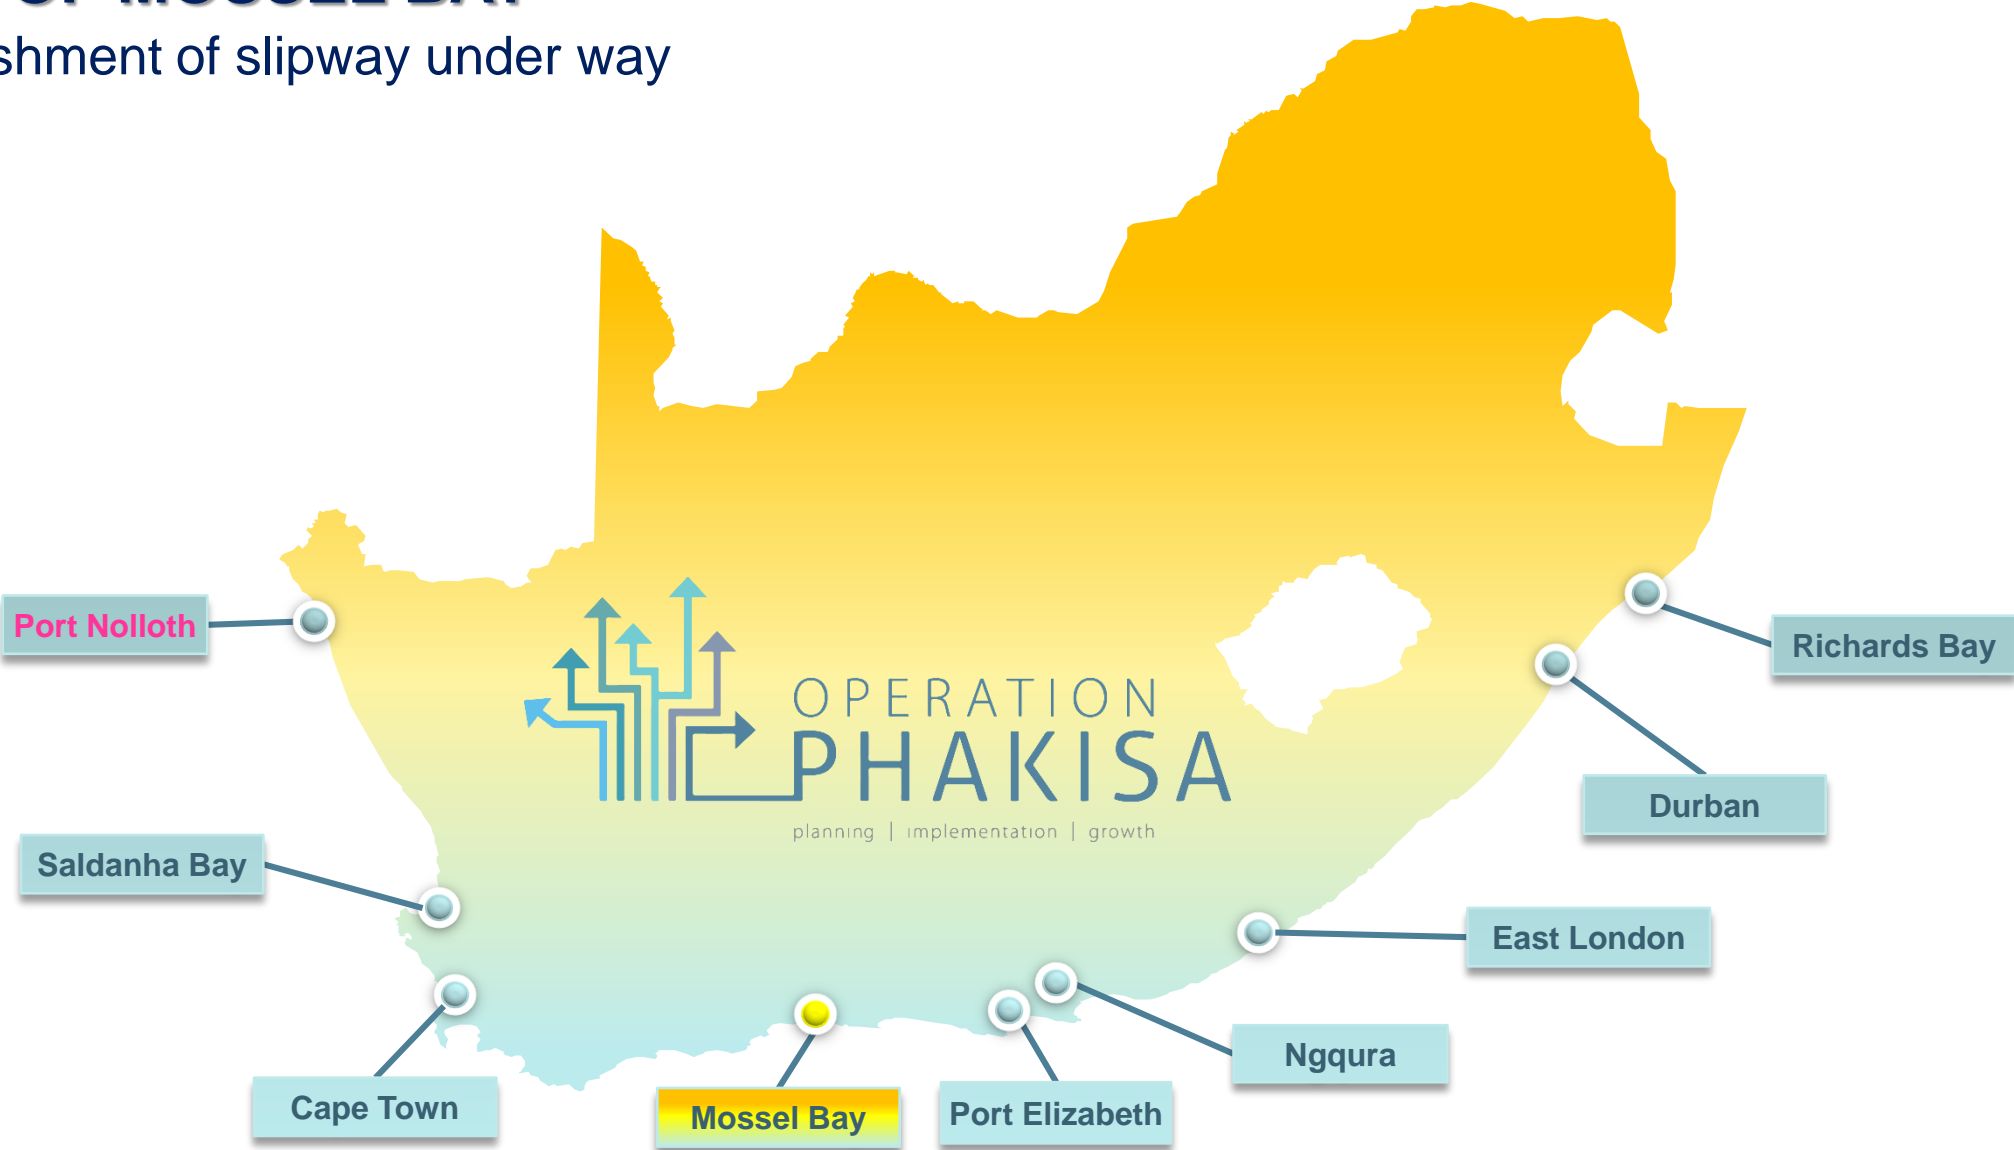 shment of slipway under way
Port Nolloth
OPERATION
PHAKISA
planning | implementation | growth
Richards Bay
Durban
Saldanha Bay
East London
Ngqura
Cape Town
Mossel Bay
Port Elizabeth